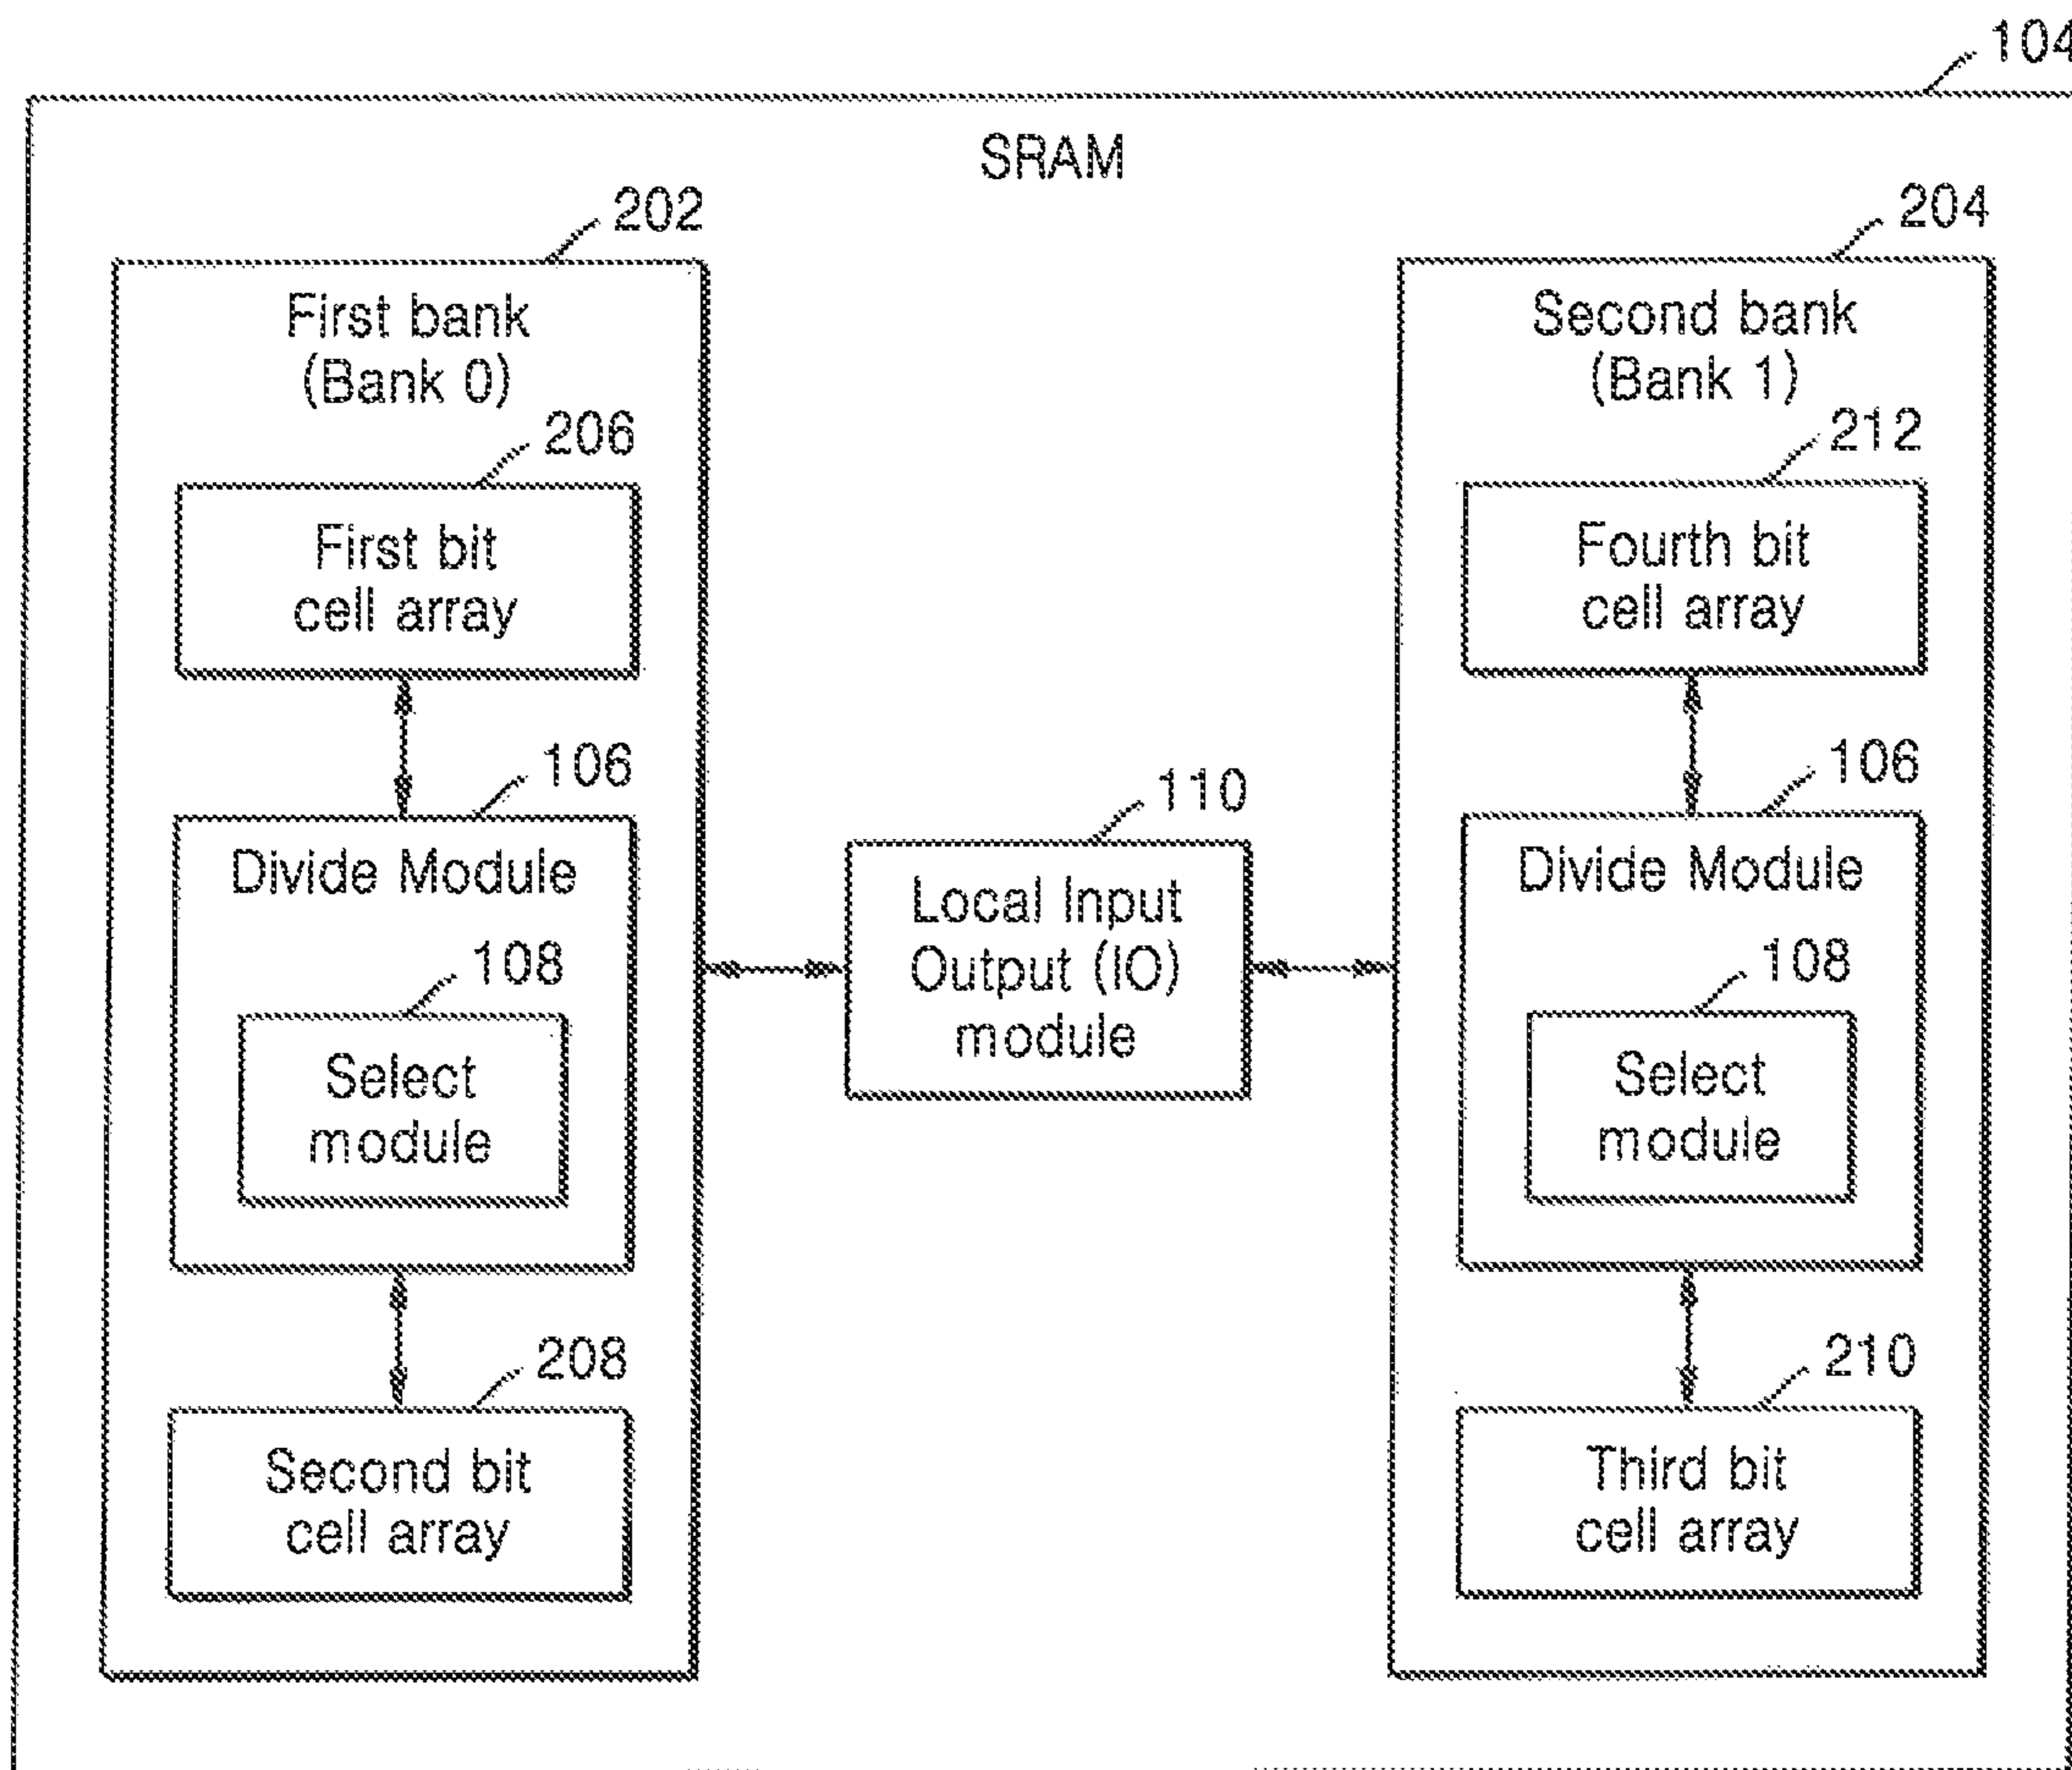 104
SRAM
202
First bank
(Bank 0)
206
First bit
cell array
106
Divide Module
108
Select
module
208
Second bit
cell array
110
Local Input
Output (IO)
module
204
Second bank
(Bank 1)
212
Fourth bit
cell array
106
Divide Module
108
Select
module
210
Third bit
cell array